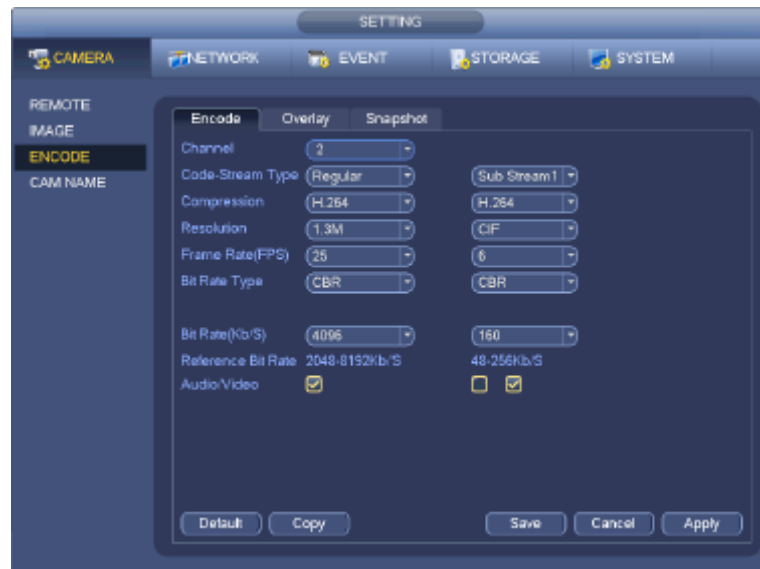 SETTING
CAMERA NETWORK EVENT STORAGE SYSTEM
REMOTE
IMAGE
ENCODE
CAM NAME
Encode Overlay Snapshot
Channel 2
Code-Stream Type Regular Sub Stream1
Compression H.264 H.264
Resolution 1.3M CIF
Frame Rate(FPS) 25 6
Bit Rate Type CBR CBR
Bit Rate(Kb/S) 4096 160
Reference Bit Rate 2048-8192Kb/S 48-256Kb/S
Audio/Video
Default Copy Save Cancel Apply